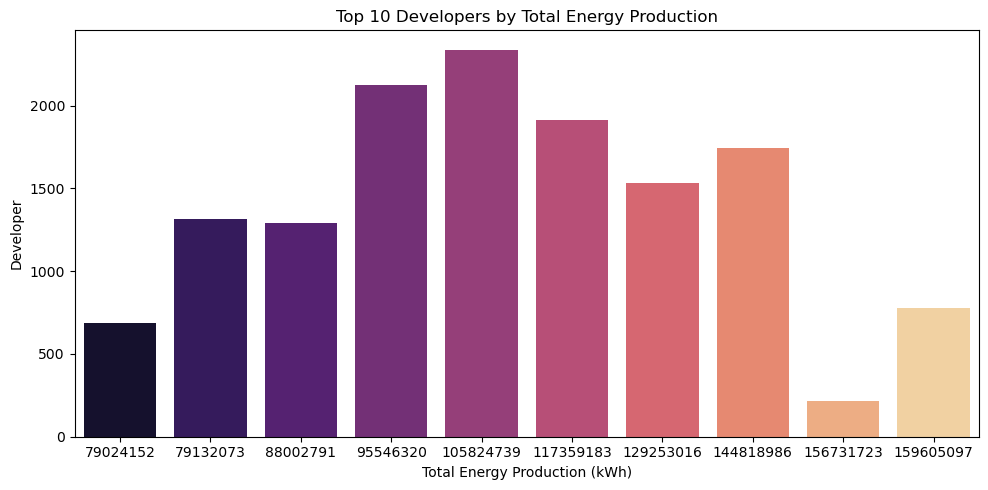 Top 10 Developers by Total Energy Production
Developer
2000
1500
1000
500
0
79024152 79132073 88002791 95546320 105824739 117359183 129253016 144818986 156731723 159605097
Total Energy Production (kWh)